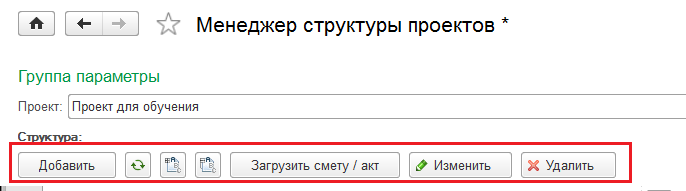 Менеджер структуры проектов *
Группа параметры
Проект: Проект для обучения
Структура:
Добавить Загрузить смету / акт Изменить Удалить